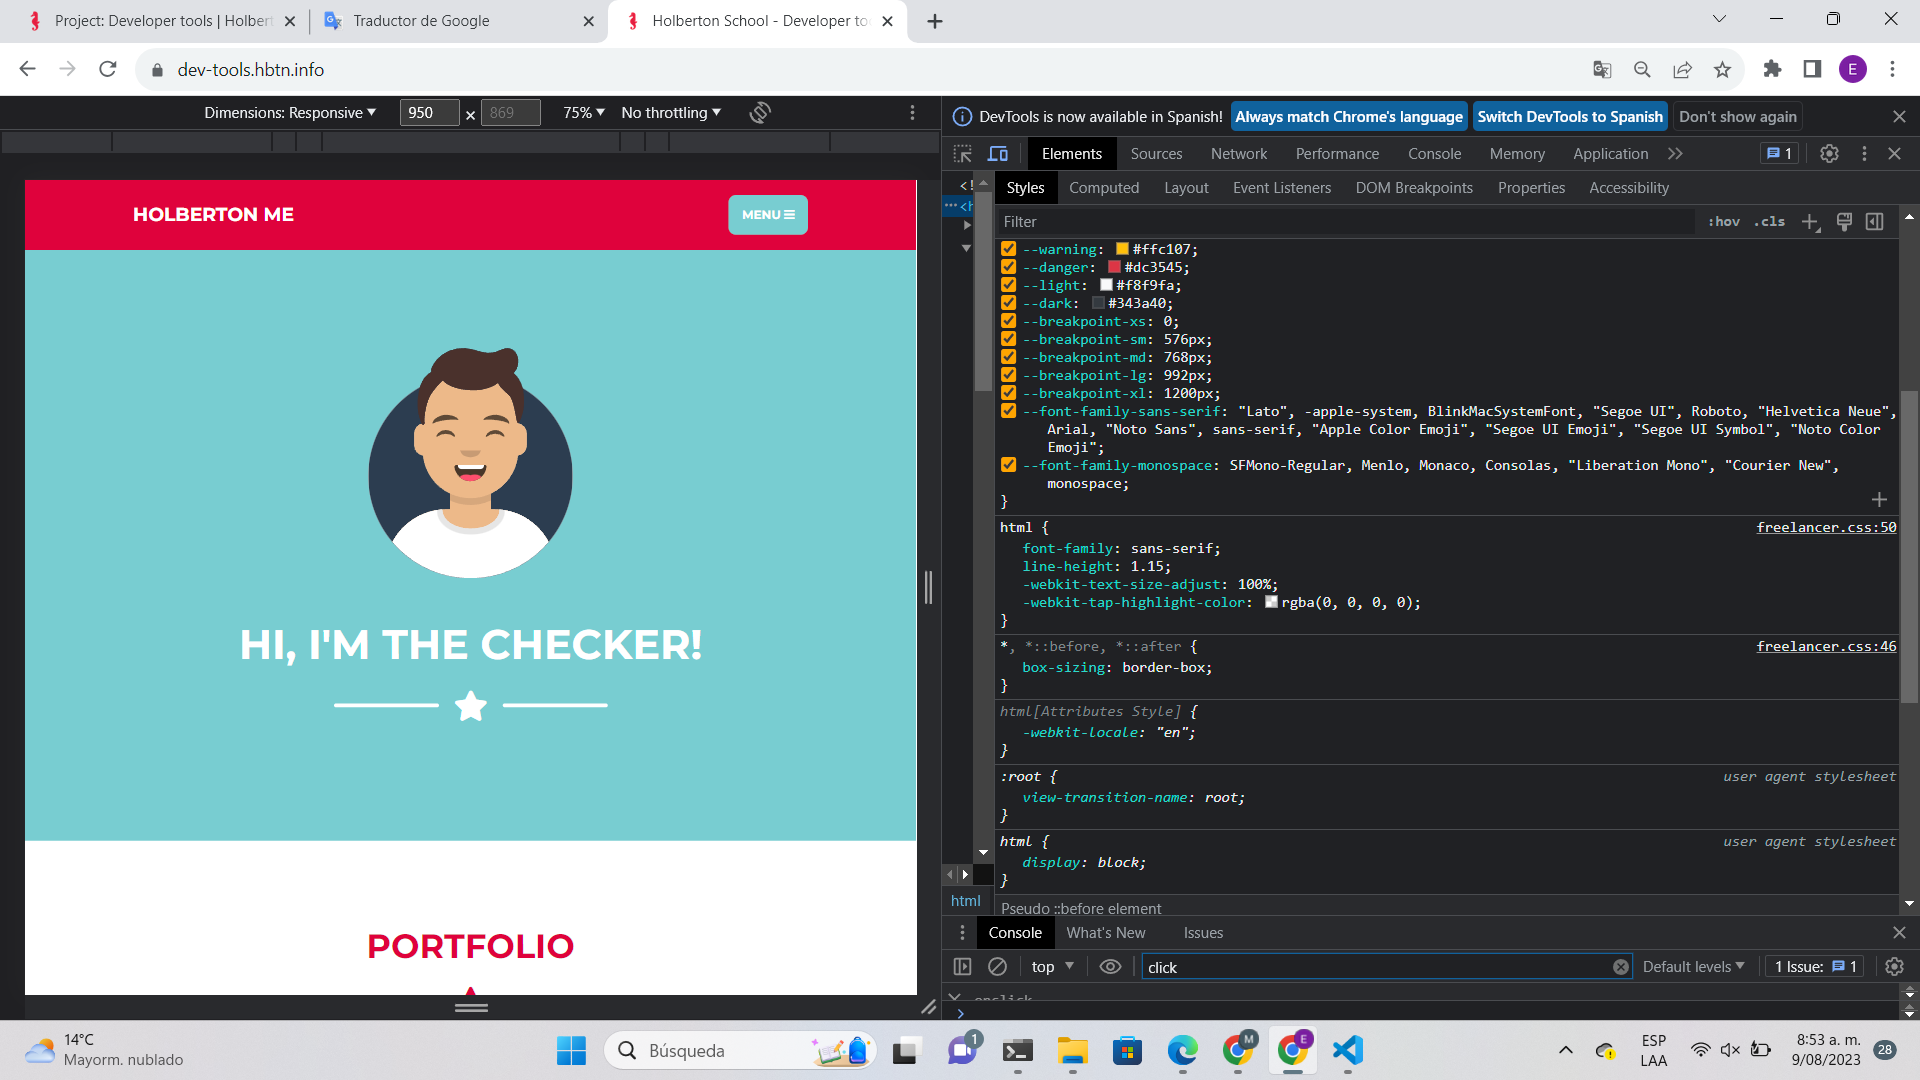 Project: Developer tools | Holbert
Traductor de Google
Holberton School - Developer to
dev-tools.hbtn.info
E
Dimensions: Responsive
950 × 869
75%
No throttling
DevTools is now available in Spanish!
Always match Chrome's language
Switch DevTools to Spanish
Don't show again
Elements
Sources
Network
Performance
Console
Memory
Application
1
Styles
Computed
Layout
Event Listeners
DOM Breakpoints
Properties
Accessibility
Filter
:hov
.cls
<!
<h
--warning: #ffc107;
--danger: #dc3545;
--light: #f8f9fa;
--dark: #343a40;
--breakpoint-xs: 0;
--breakpoint-sm: 576px;
--breakpoint-md: 768px;
--breakpoint-lg: 992px;
--breakpoint-xl: 1200px;
--font-family-sans-serif: "Lato", -apple-system, BlinkMacSystemFont, "Segoe UI", Roboto, "Helvetica Neue",
Arial, "Noto Sans", sans-serif, "Apple Color Emoji", "Segoe UI Emoji", "Segoe UI Symbol", "Noto Color
Emoji";
--font-family-monospace: SFMono-Regular, Menlo, Monaco, Consolas, "Liberation Mono", "Courier New",
monospace;
}
html {
freelancer.css:50
font-family: sans-serif;
line-height: 1.15;
-webkit-text-size-adjust: 100%;
-webkit-tap-highlight-color: rgba(0, 0, 0, 0);
}
*, *::before, *::after {
freelancer.css:46
box-sizing: border-box;
}
html[Attributes Style] {
-webkit-locale: "en";
}
:root {
user agent stylesheet
view-transition-name: root;
}
html {
user agent stylesheet
display: block;
}
html
Pseudo ::before element
HOLBERTON ME
MENU
HI, I'M THE CHECKER!
PORTFOLIO
Console
What's New
Issues
top
click
Default levels
1 Issue: 1
onclick
14°C
Mayorm. nublado
Búsqueda
1
M
E
ESP
LAA
8:53 a. m.
9/08/2023
28